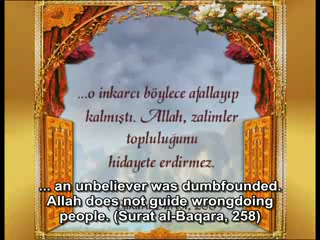 ...o inkarcı böylece afallayıp
kalmıştı. Allah, zalimler
topluluğunu
hidayete erdirmez.
... an unbeliever was dumbfounded.
Allah does not guide wrongdoing
people. (Surat al-Baqara, 258)